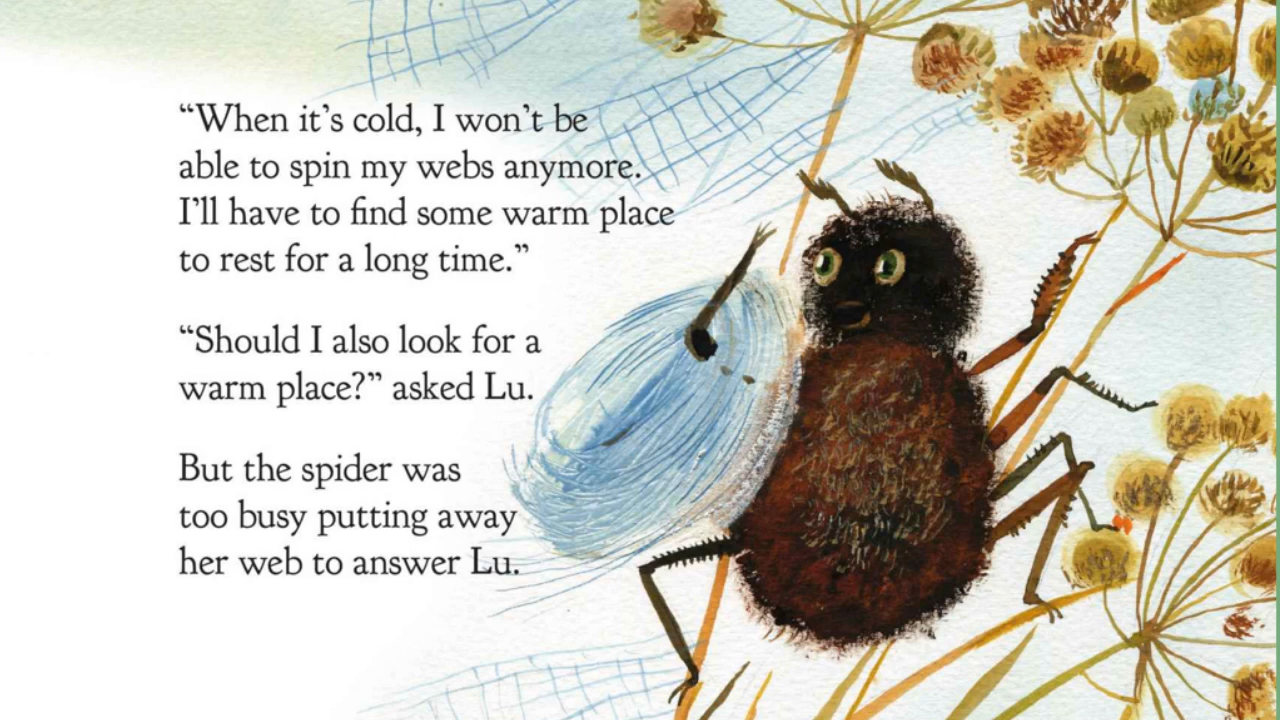 “When it’s cold, I won’t be
able to spin my webs anymore.
I’ll have to find some warm place
to rest for a long time.”
“Should I also look for a
warm place?” asked Lu.
But the spider was
too busy putting away
her web to answer Lu.